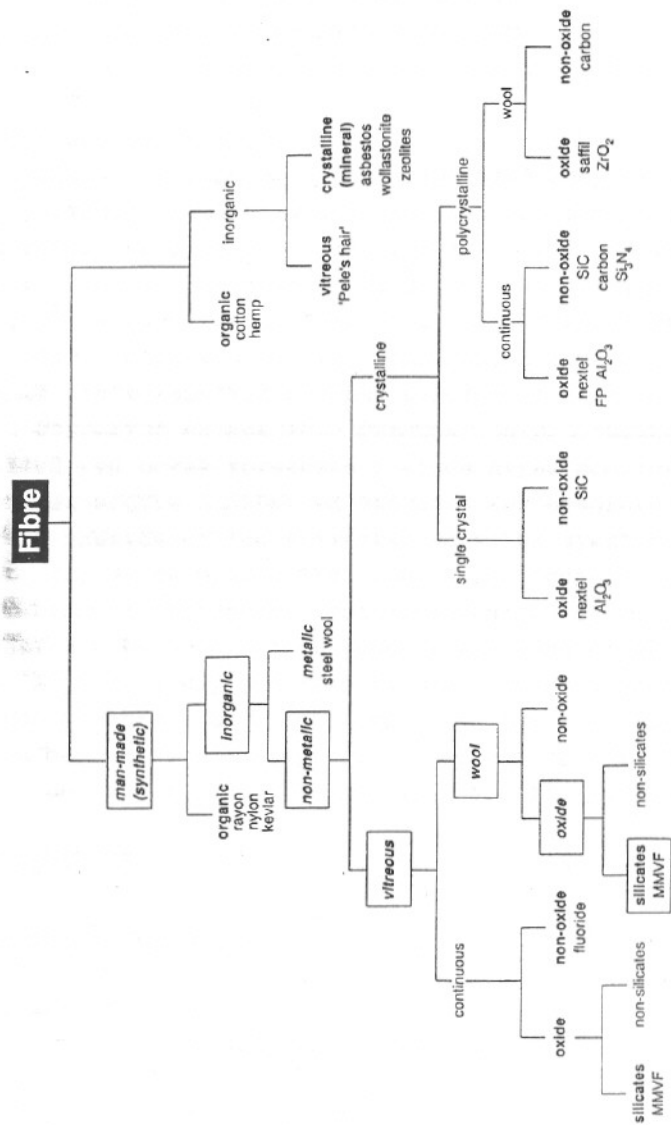 Fibre
man-made
(synthetic)
organic
rayon
nylon
kevlar
inorganic
non-metallic
metallic
steel wool
organic
cotton
hemp
inorganic
vitreous
'Pele's hair'
crystalline
(mineral)
asbestos
wollastonite
zeolites
vitreous
crystalline
continuous
wool
single crystal
polycrystalline
oxide
non-oxide
fluoride
oxide
non-oxide
oxide
nextel
Al₂O₃
non-oxide
SiC
continuous
wool
silicates
MMVF
non-silicates
silicates
MMVF
non-silicates
oxide
nextel
FP Al₂O₃
non-oxide
SiC
carbon
Si₃N₄
oxide
saffil
ZrO₂
non-oxide
carbon